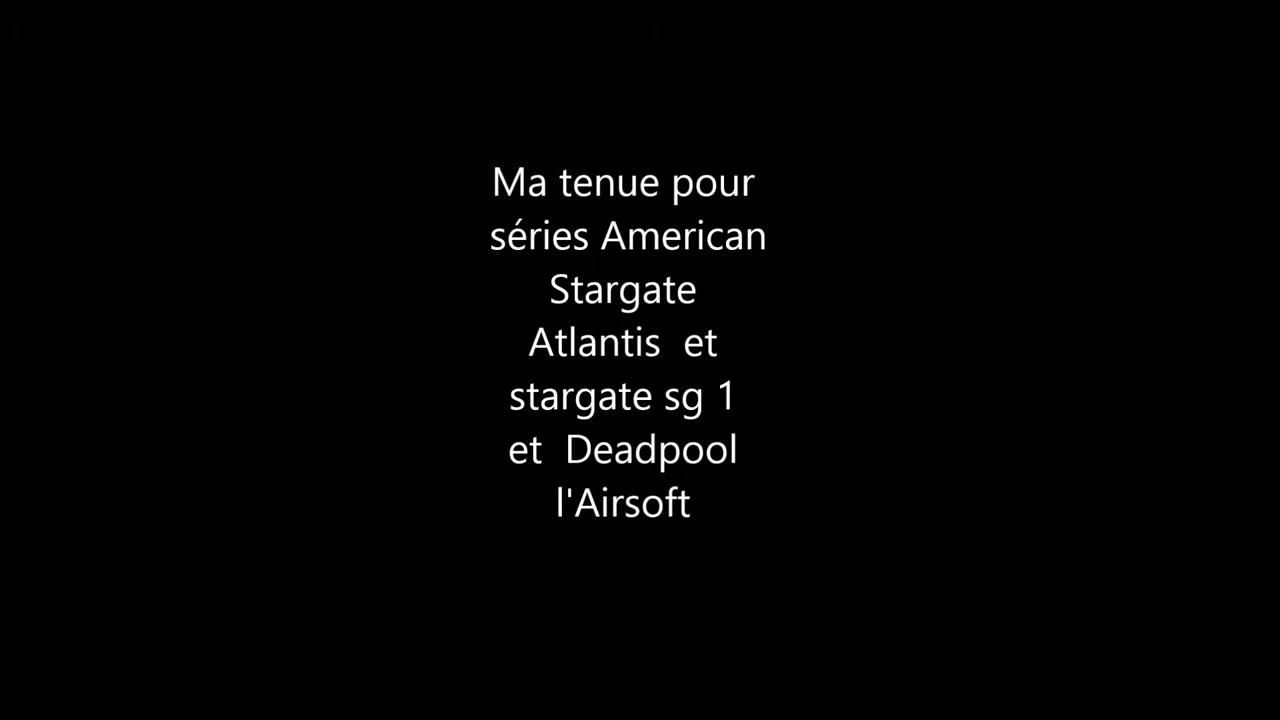 Ma tenue pour
séries American
Stargate
Atlantis  et
stargate sg 1
et  Deadpool
l'Airsoft